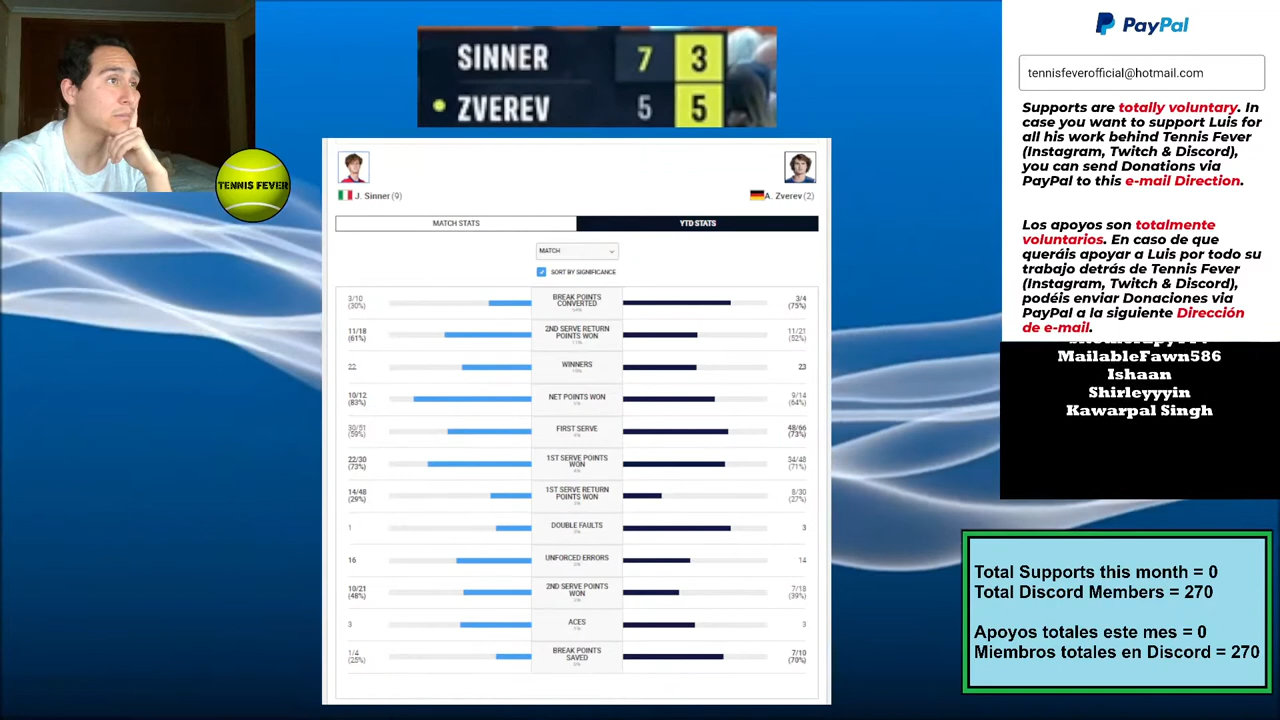 SINNER 7 3
ZVEREV 5 5
TENNIS FEVER
J. Sinner (9)
A. Zverev (2)
MATCH STATS
YTD STATS
MATCH
SORT BY SIGNIFICANCE
3/10
(30%)
BREAK POINTS
CONVERTED
3/4
(75%)
11/18
(61%)
2ND SERVE RETURN
POINTS WON
11/21
(52%)
22
WINNERS
23
10/12
(83%)
NET POINTS WON
9/14
(64%)
30/51
(59%)
FIRST SERVE
48/66
(73%)
22/30
(73%)
1ST SERVE POINTS
WON
34/48
(71%)
14/48
(29%)
1ST SERVE RETURN
POINTS WON
8/30
(27%)
1
DOUBLE FAULTS
3
16
UNFORCED ERRORS
14
10/21
(48%)
2ND SERVE POINTS
WON
7/18
(39%)
3
ACES
3
1/4
(25%)
BREAK POINTS
SAVED
7/10
(70%)
PayPal
tennisfeverofficial@hotmail.com
Supports are totally voluntary. In
case you want to support Luis for
all his work behind Tennis Fever
(Instagram, Twitch & Discord),
you can send Donations via
PayPal to this e-mail Direction.
Los apoyos son totalmente
voluntarios. En caso de que
queráis apoyar a Luis por todo su
trabajo detrás de Tennis Fever
(Instagram, Twitch & Discord),
podéis enviar Donaciones vía
PayPal a la siguiente Dirección
de e-mail.
MailableFawn586
Ishaan
Shirleyyyin
Kawarpal Singh
Total Supports this month = 0
Total Discord Members = 270
Apoyos totales este mes = 0
Miembros totales en Discord = 270